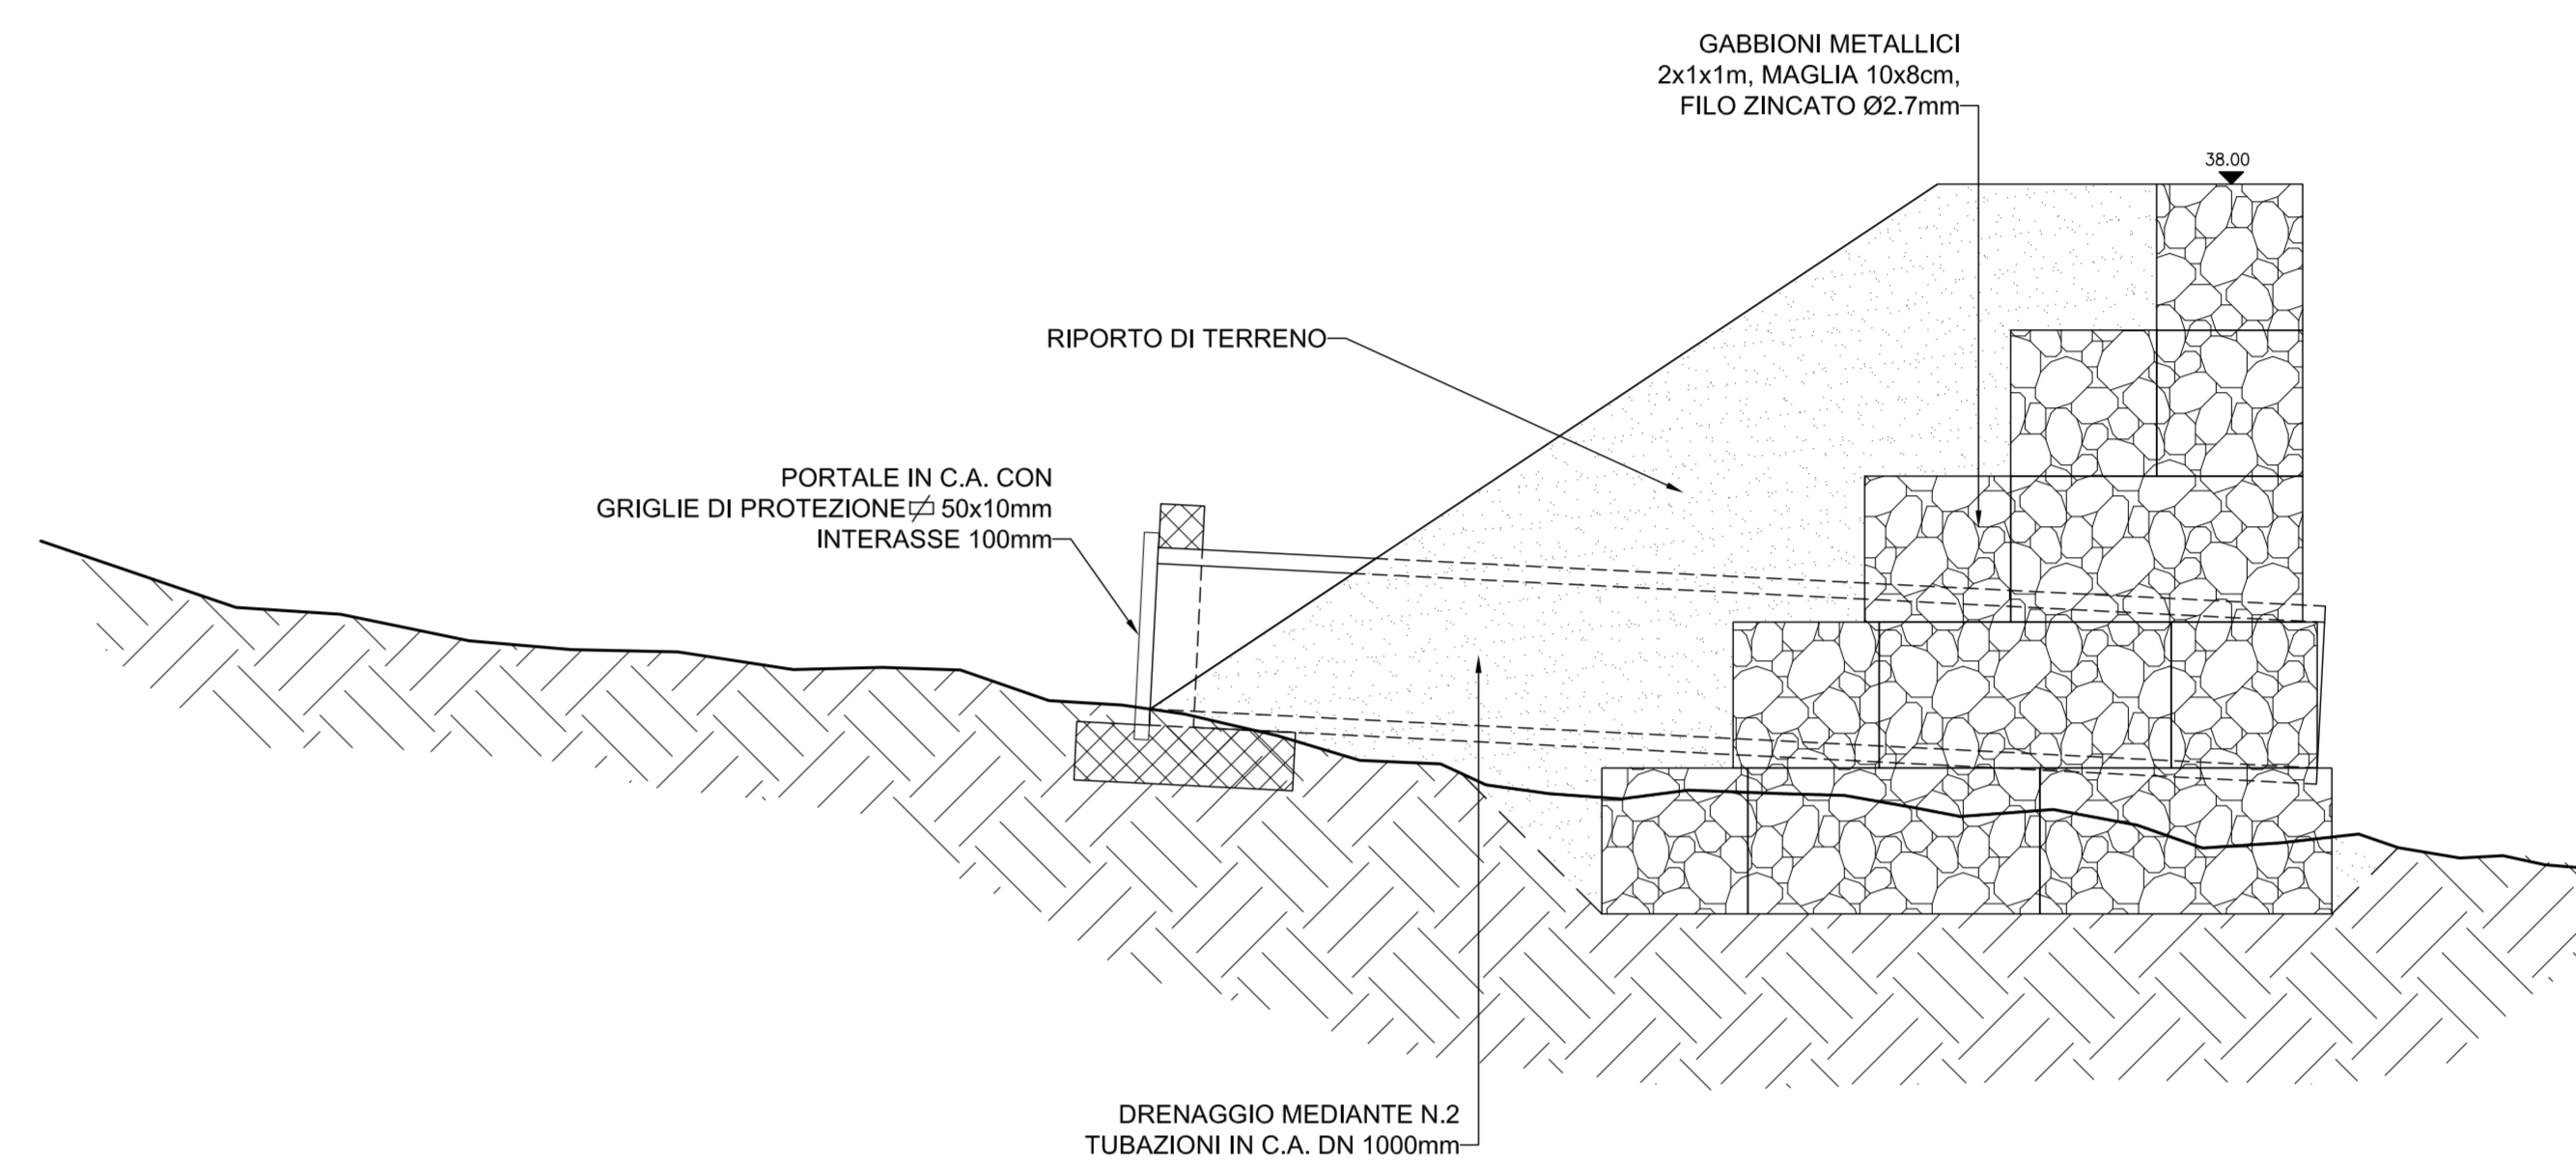 GABBIONI METALLICI
2x1x1m, MAGLIA 10x8cm,
FILO ZINCATO Ø2.7mm
38.00
RIPORTO DI TERRENO
PORTALE IN C.A. CON
GRIGLIE DI PROTEZIONE 50x10mm
INTERASSE 100mm
DRENAGGIO MEDIANTE N.2
TUBAZIONI IN C.A. DN 1000mm